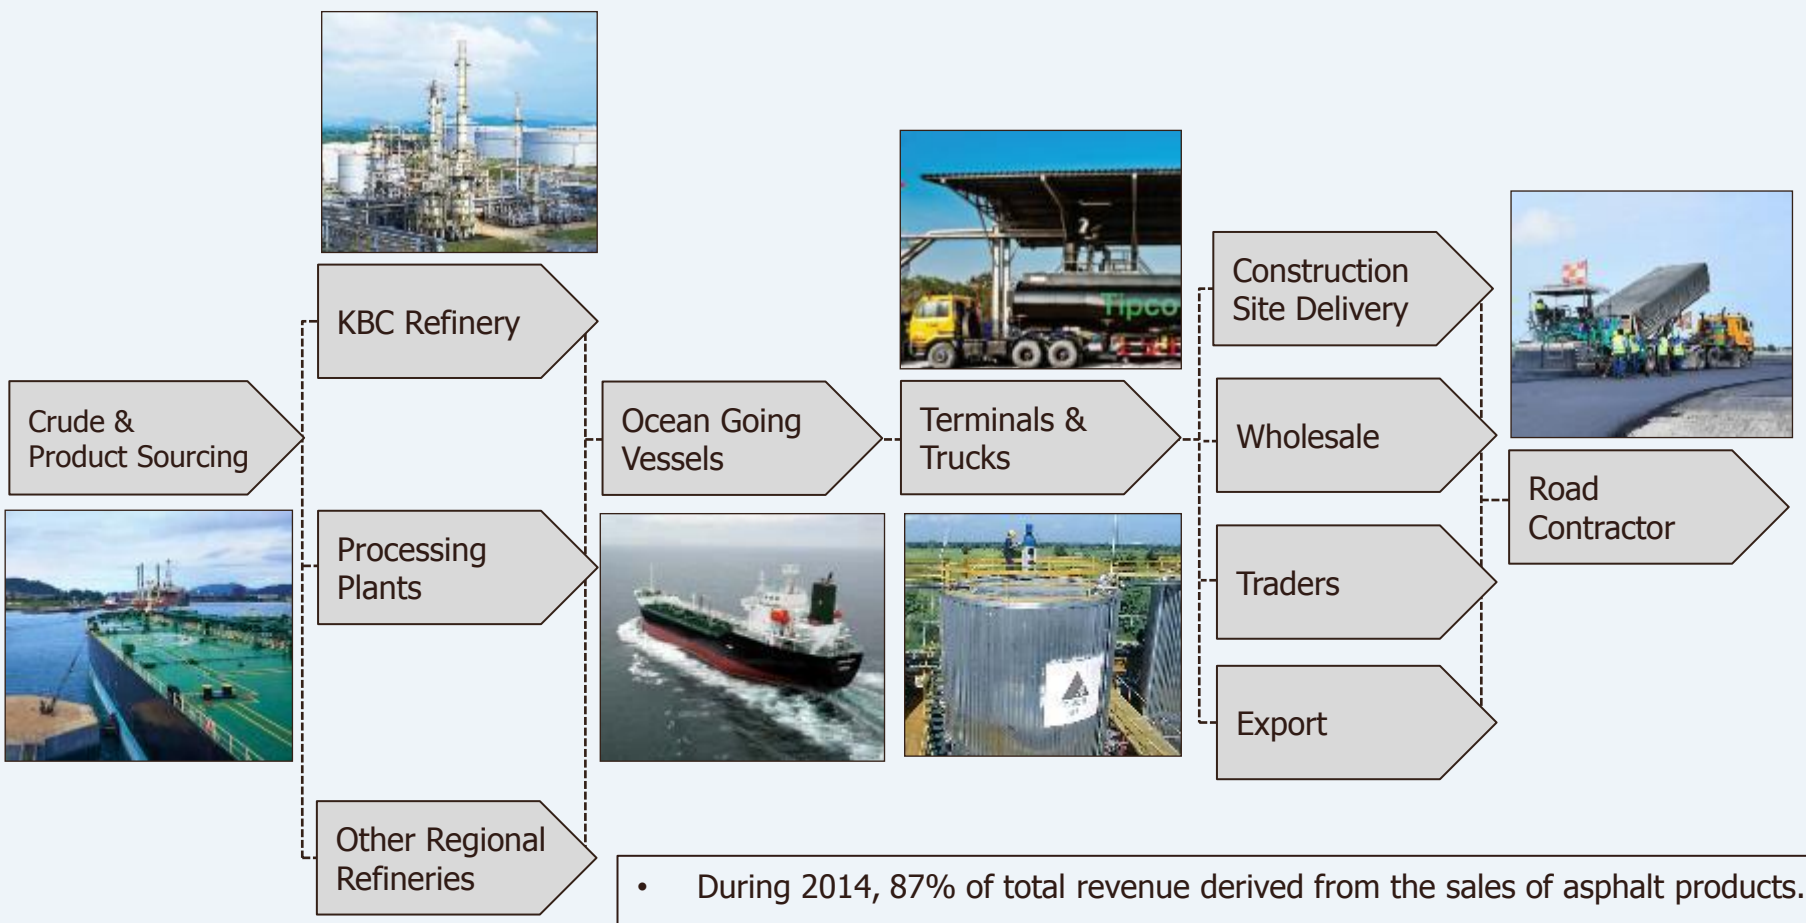 KBC Refinery
Crude &
Product Sourcing
Processing
Plants
Other Regional
Refineries
Ocean Going
Vessels
Tipco
Terminals &
Trucks
Construction
Site Delivery
Wholesale
Traders
Export
Road
Contractor
• During 2014, 87% of total revenue derived from the sales of asphalt products.